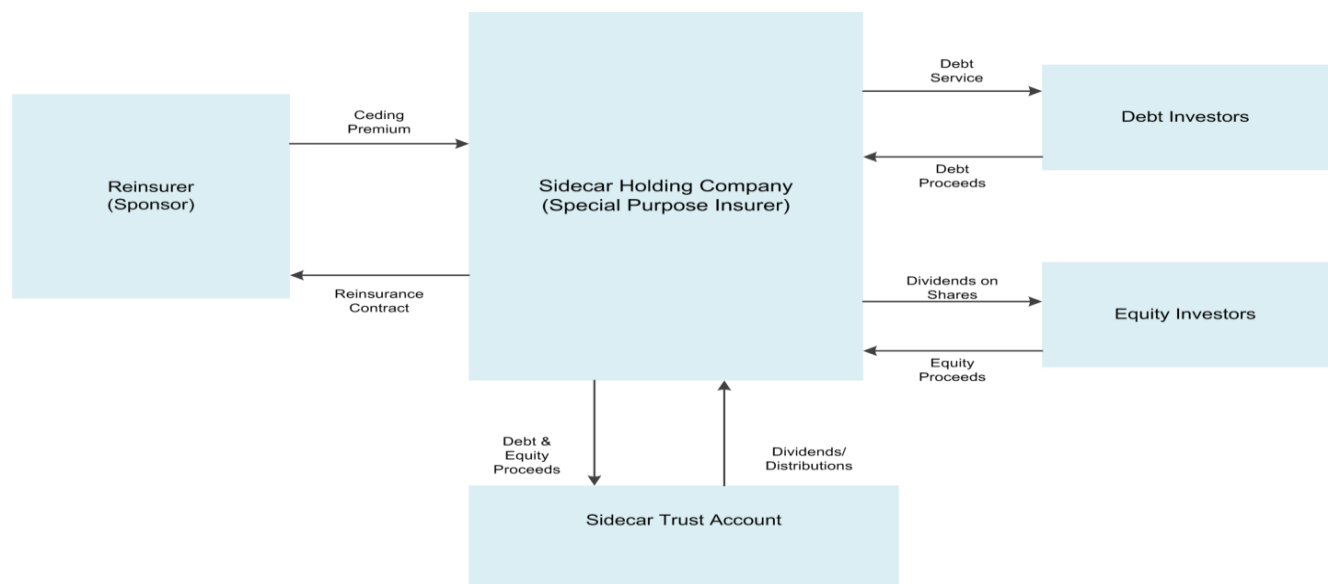 Reinsurer
(Sponsor)
Ceding
Premium
Reinsurance
Contract
Sidecar Holding Company
(Special Purpose Insurer)
Debt
Service
Debt
Proceeds
Debt Investors
Dividends on
Shares
Equity
Proceeds
Equity Investors
Debt &
Equity
Proceeds
Dividends/
Distributions
Sidecar Trust Account